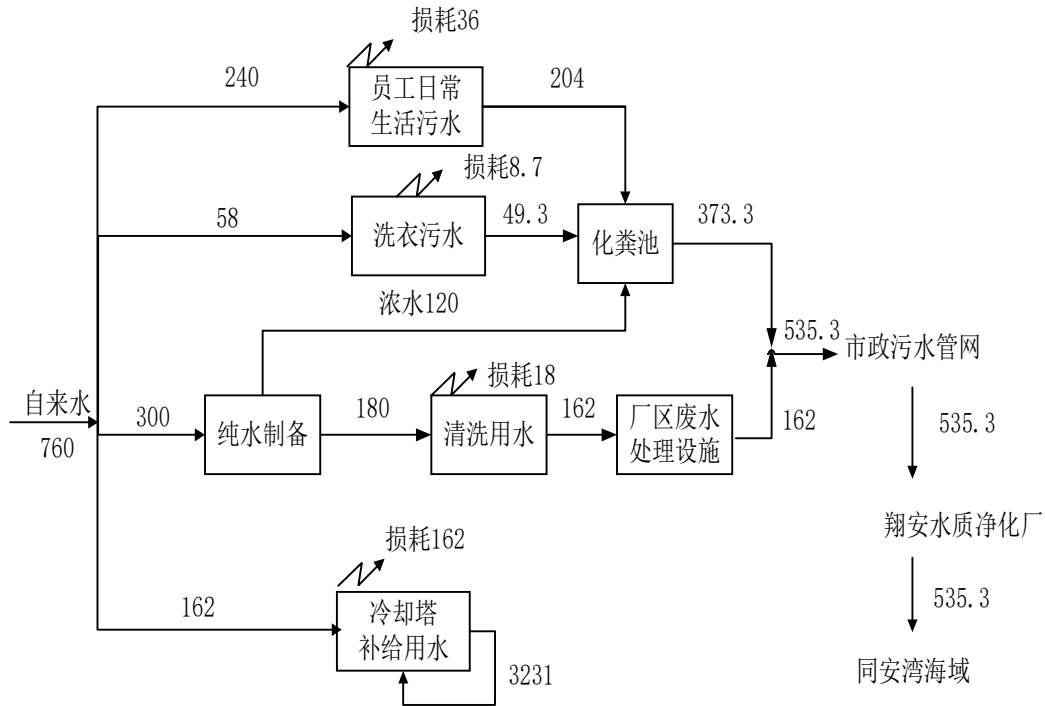 损耗36
240
员工日常
生活污水
204
损耗8.7
58
洗衣污水
49.3
化粪池
373.3
浓水120
535.3
市政污水管网
自来水
760
300
纯水制备
180
损耗18
清洗用水
162
厂区废水
处理设施
162
535.3
翔安水质净化厂
损耗162
162
冷却塔
补给用水
3231
535.3
同安湾海域